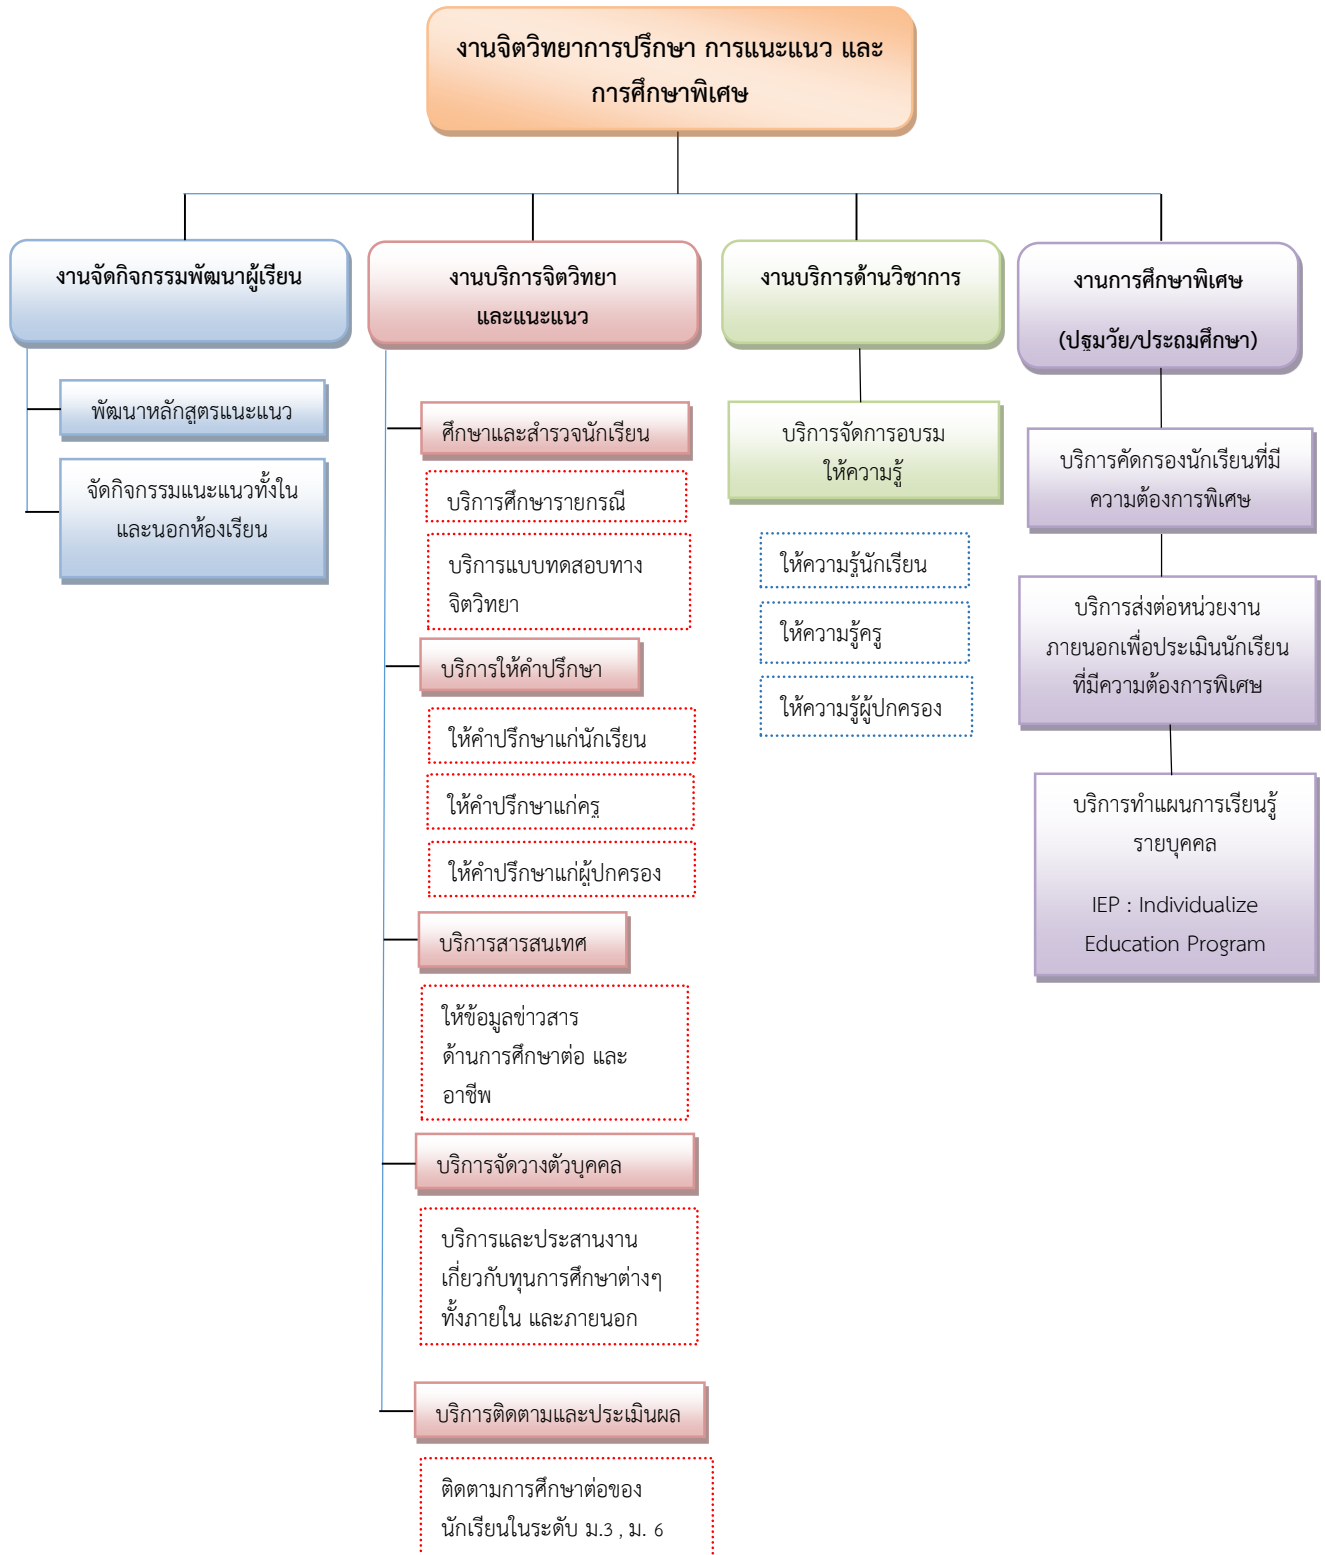 งานจิตวิทยาการปรึกษา การแนะแนว และ
การศึกษาพิเศษ
งานจัดกิจกรรมพัฒนาผู้เรียน
พัฒนาหลักสูตรแนะแนว
จัดกิจกรรมแนะแนวทั้งใน
และนอกห้องเรียน
งานบริการจิตวิทยา
และแนะแนว
ศึกษาและสำรวจนักเรียน
บริการศึกษารายกรณี
บริการแบบทดสอบทาง
จิตวิทยา
บริการให้คำปรึกษา
ให้คำปรึกษาแก่นักเรียน
ให้คำปรึกษาแก่ครู
ให้คำปรึกษาแก่ผู้ปกครอง
บริการสารสนเทศ
ให้ข้อมูลข่าวสาร
ด้านการศึกษาต่อ และ
อาชีพ
บริการจัดวางตัวบุคคล
บริการและประสานงาน
เกี่ยวกับทุนการศึกษาต่างๆ
ทั้งภายใน และภายนอก
บริการติดตามและประเมินผล
ติดตามการศึกษาต่อของ
นักเรียนในระดับ ม.3 , ม. 6
งานบริการด้านวิชาการ
บริการจัดการอบรม
ให้ความรู้
ให้ความรู้นักเรียน
ให้ความรู้ครู
ให้ความรู้ผู้ปกครอง
งานการศึกษาพิเศษ
(ปฐมวัย/ประถมศึกษา)
บริการคัดกรองนักเรียนที่มี
ความต้องการพิเศษ
บริการส่งต่อหน่วยงาน
ภายนอกเพื่อประเมินนักเรียน
ที่มีความต้องการพิเศษ
บริการทำแผนการเรียนรู้
รายบุคคล
IEP : Individualize
Education Program